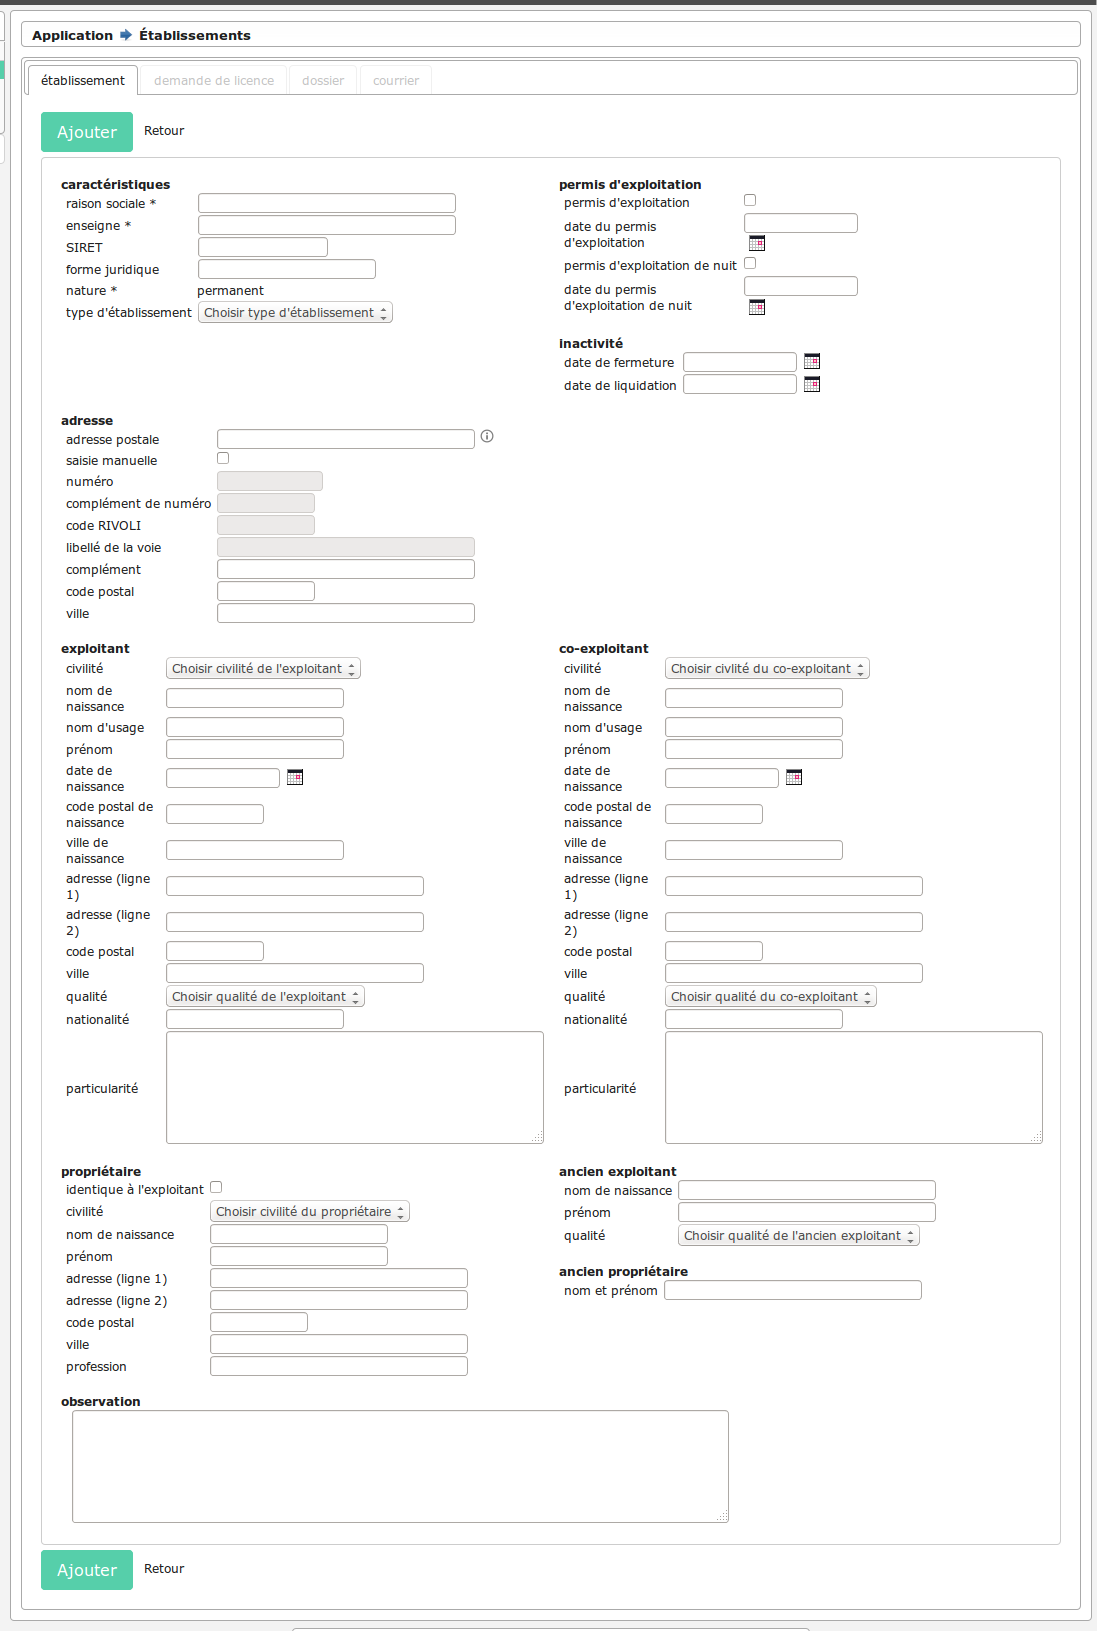 Application Établissements
établissement demande de licence dossier courrier
Ajouter Retour
caractéristiques
raison sociale *
enseigne *
SIRET
forme juridique
nature * permanent
type d'établissement Choisir type d'établissement
permis d'exploitation
permis d'exploitation
date du permis
d'exploitation
permis d'exploitation de nuit
date du permis
d'exploitation de nuit
inactivité
date de fermeture
date de liquidation
adresse
adresse postale
saisie manuelle
numéro
complément de numéro
code RIVOLI
libellé de la voie
complément
code postal
ville
exploitant
civilité Choisir civilité de l'exploitant
nom de
naissance
nom d'usage
prénom
date de
naissance
code postal de
naissance
ville de
naissance
adresse (ligne
1)
adresse (ligne
2)
code postal
ville
qualité Choisir qualité de l'exploitant
nationalité
particularité
co-exploitant
civilité Choisir civlité du co-exploitant
nom de
naissance
nom d'usage
prénom
date de
naissance
code postal de
naissance
ville de
naissance
adresse (ligne
1)
adresse (ligne
2)
code postal
ville
qualité Choisir qualité du co-exploitant
nationalité
particularité
propriétaire
identique à l'exploitant
civilité Choisir civilité du propriétaire
nom de naissance
prénom
adresse (ligne 1)
adresse (ligne 2)
code postal
ville
profession
ancien exploitant
nom de naissance
prénom
qualité Choisir qualité de l'ancien exploitant
ancien propriétaire
nom et prénom
observation
Ajouter Retour